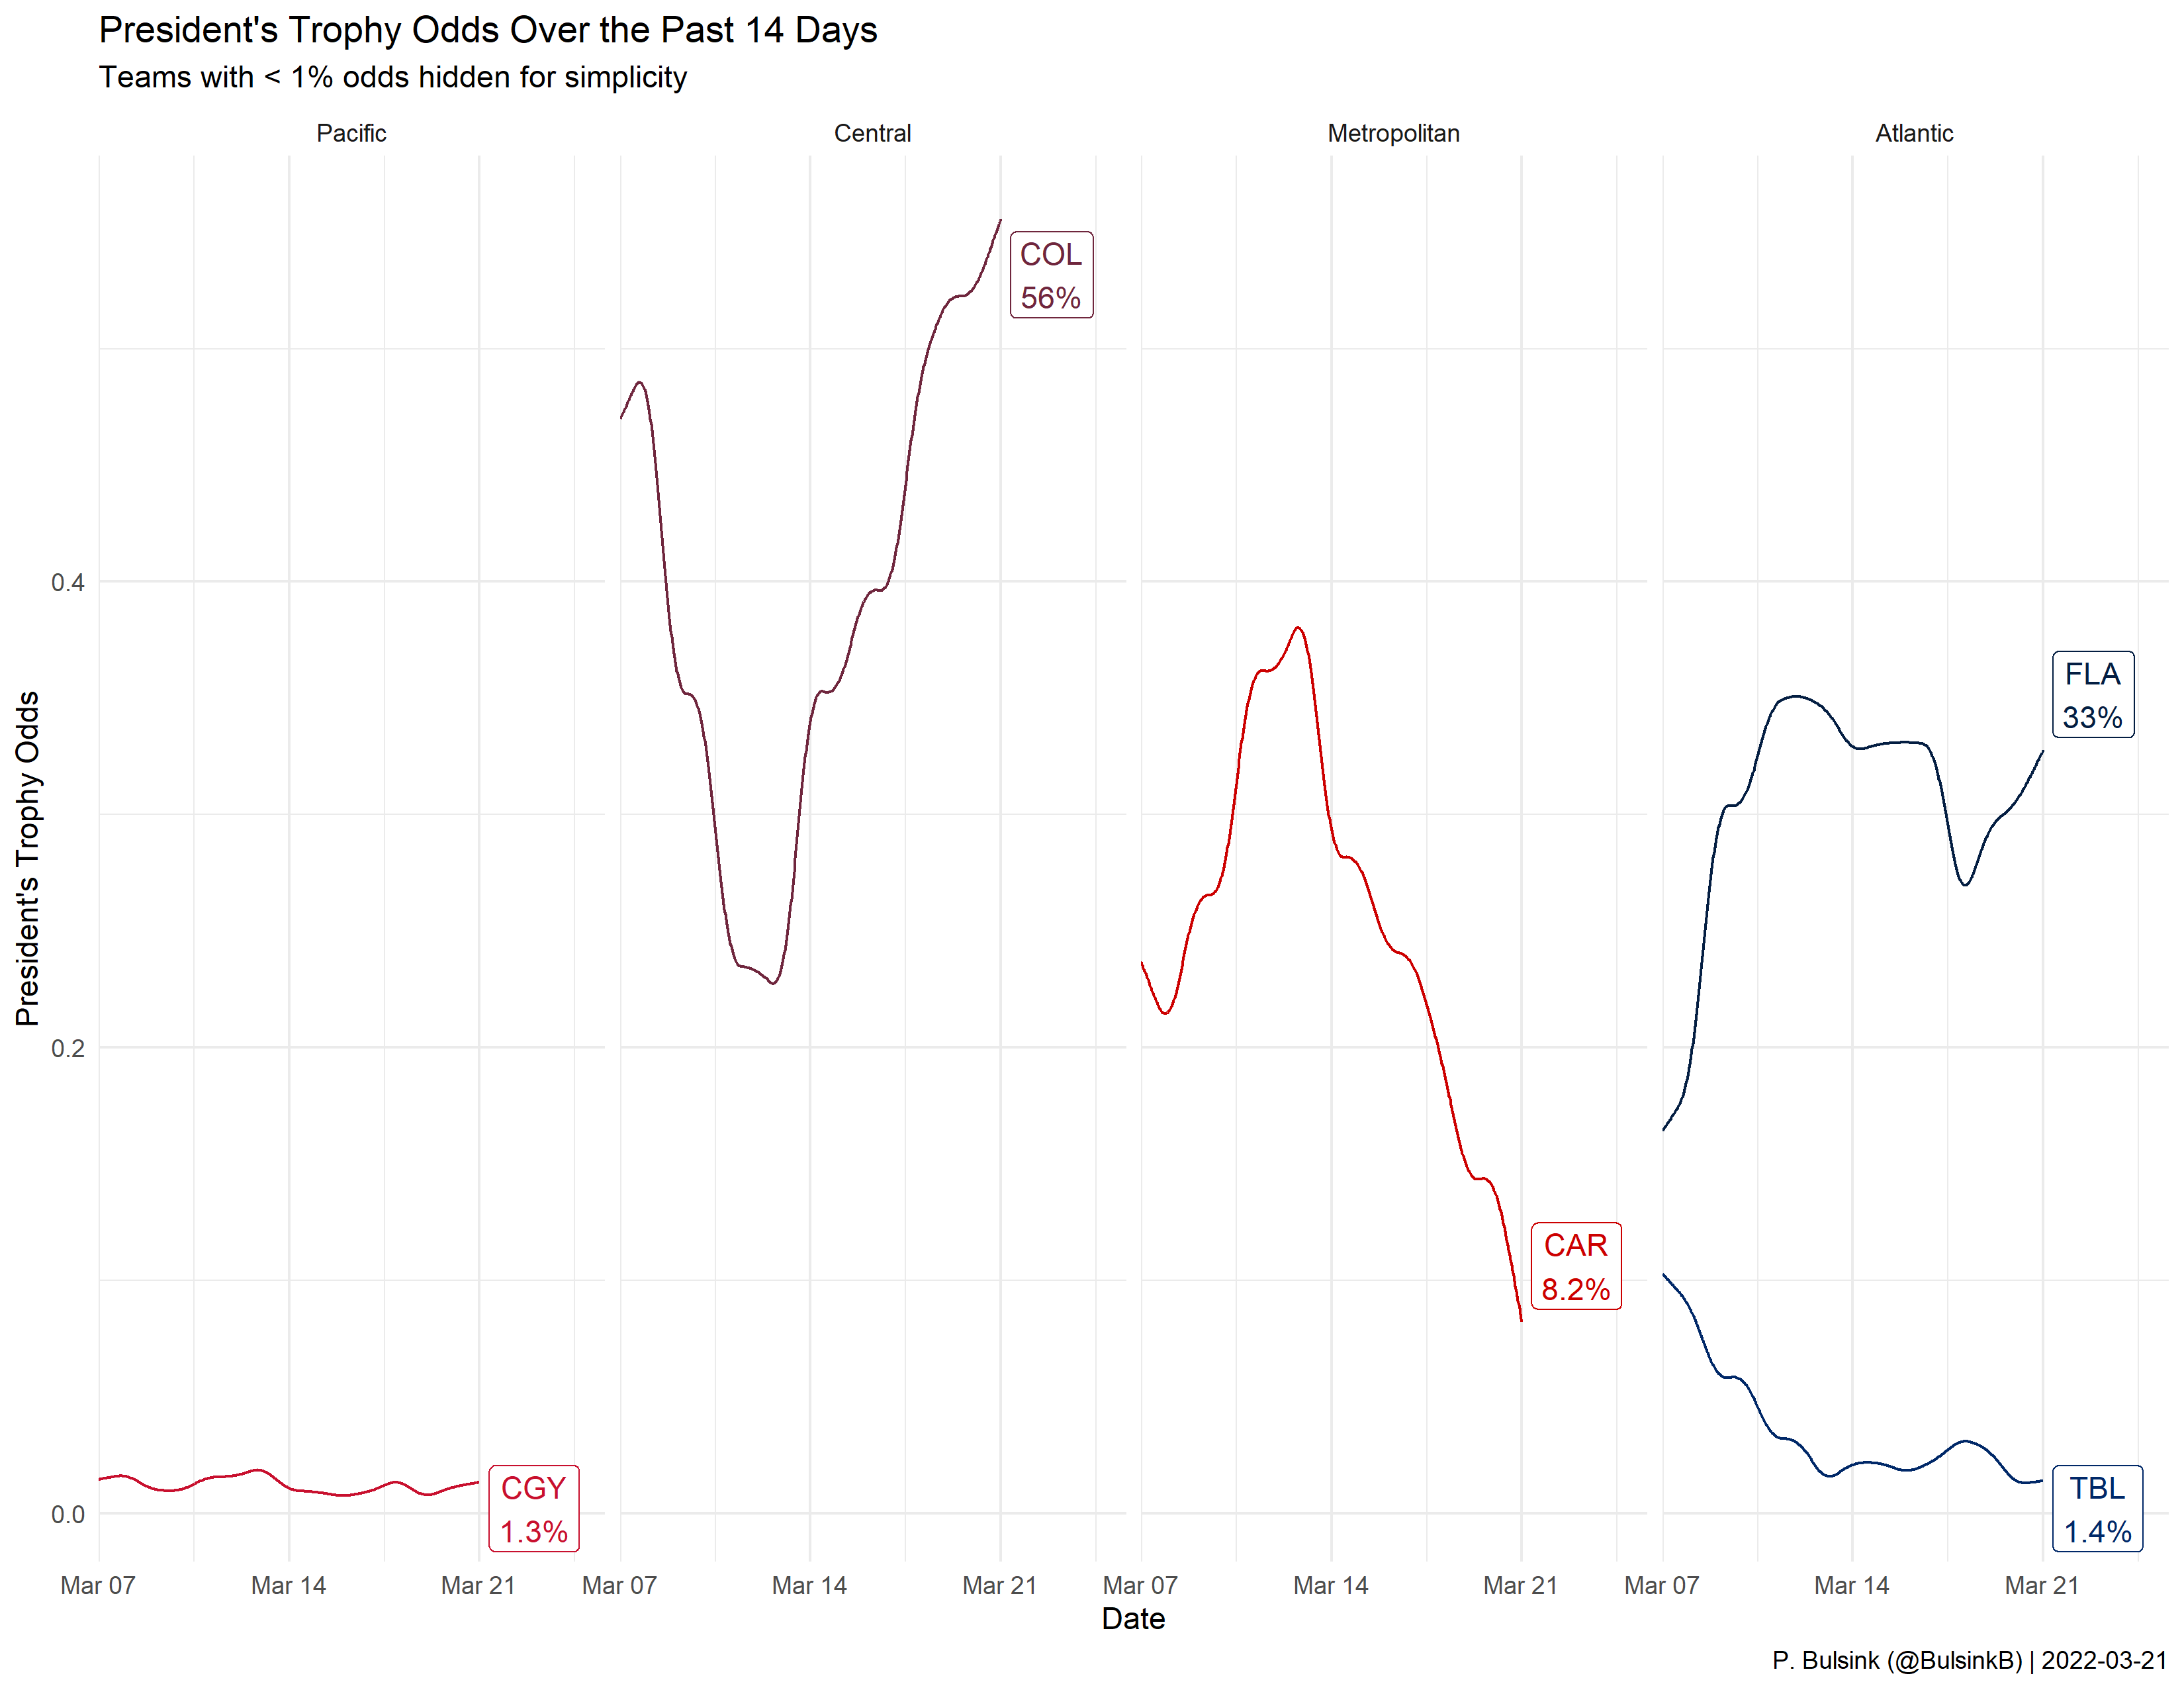 President's Trophy Odds Over the Past 14 Days
Teams with < 1% odds hidden for simplicity
Pacific
Central
Metropolitan
Atlantic
COL
56%
0.4
FLA
33%
President's Trophy Odds
0.2
CAR
8.2%
CGY
1.3%
TBL
1.4%
0.0
Mar 07
Mar 14
Mar 21
Mar 07
Mar 14
Mar 21
Mar 07
Mar 14
Mar 21
Mar 07
Mar 14
Mar 21
Date
P. Bulsink (@BulsinkB) | 2022-03-21